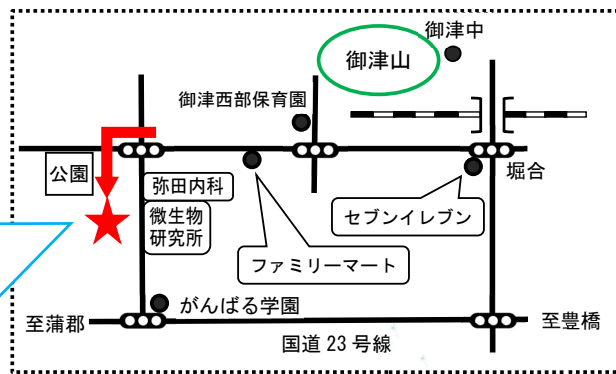 御津中
御津山
御津西部保育園
公園
弥田内科
微生物
研究所
堀合
セブンイレブン
ファミリーマート
がんばる学園
至蒲郡
至豊橋
国道 23 号線